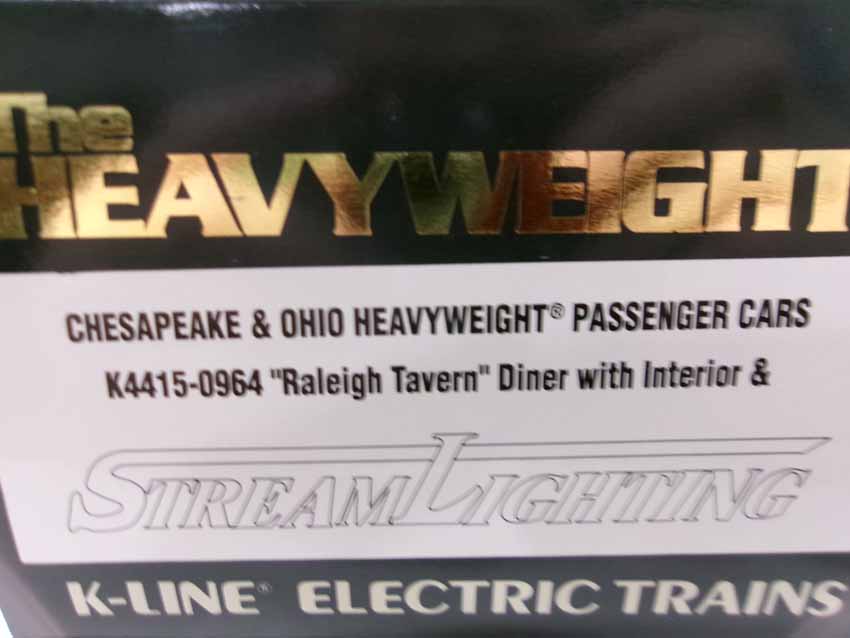 The
HEAVYWEIGHT
CHESAPEAKE & OHIO HEAVYWEIGHT® PASSENGER CARS
K4415-0964 "Raleigh Tavern" Diner with Interior &
STREAMLIGHTING
K-LINE® ELECTRIC TRAINS